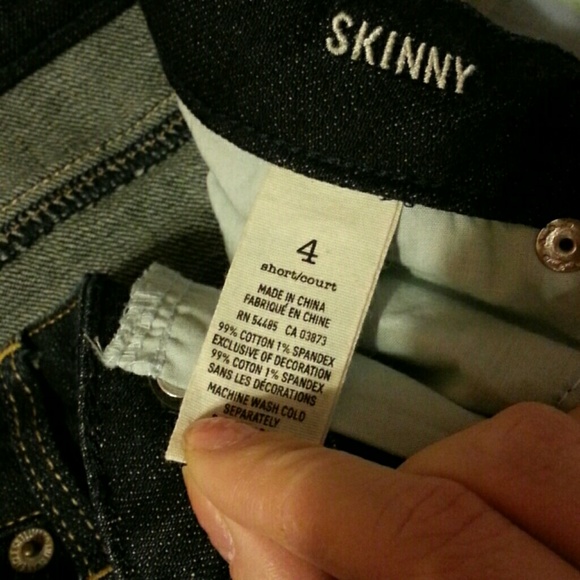 SKINNY
4
short/court
MADE IN CHINA
FABRIQUÉ EN CHINE
RN 54485 CA 03873
99% COTTON 1% SPANDEX
EXCLUSIVE OF DECORATION
99% COTON 1% SPANDEX
SANS LES DÉCORATIONS
MACHINE WASH COLD
SEPARATELY